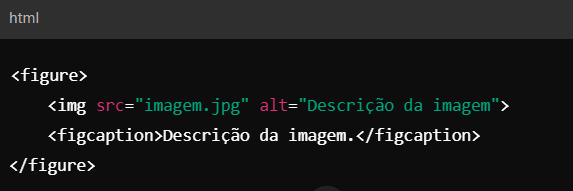 html
<figure>
    <img src="imagem.jpg" alt="Descrição da imagem">
    <figcaption>Descrição da imagem.</figcaption>
</figure>